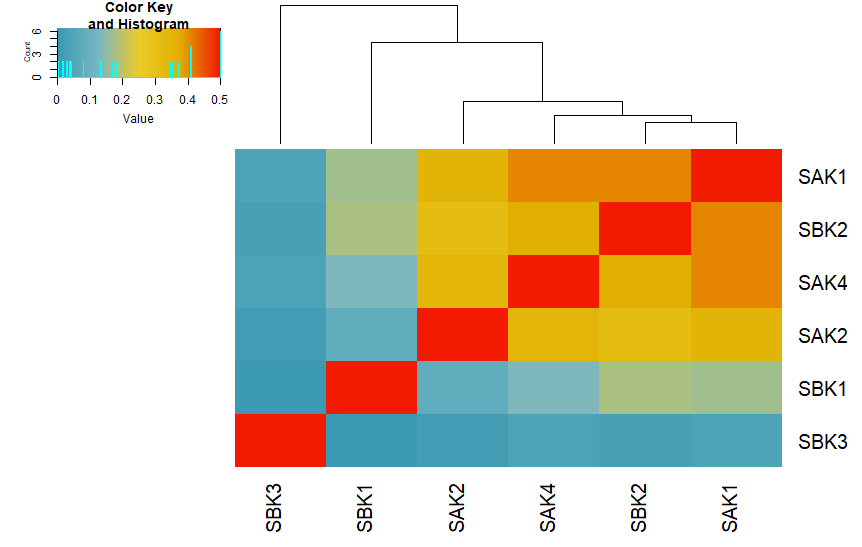 Color Key
and Histogram
Count
0 3 6
0 0.1 0.2 0.3 0.4 0.5
Value
SAK1
SBK2
SAK4
SAK2
SBK1
SBK3
SBK3 SBK1 SAK2 SAK4 SBK2 SAK1